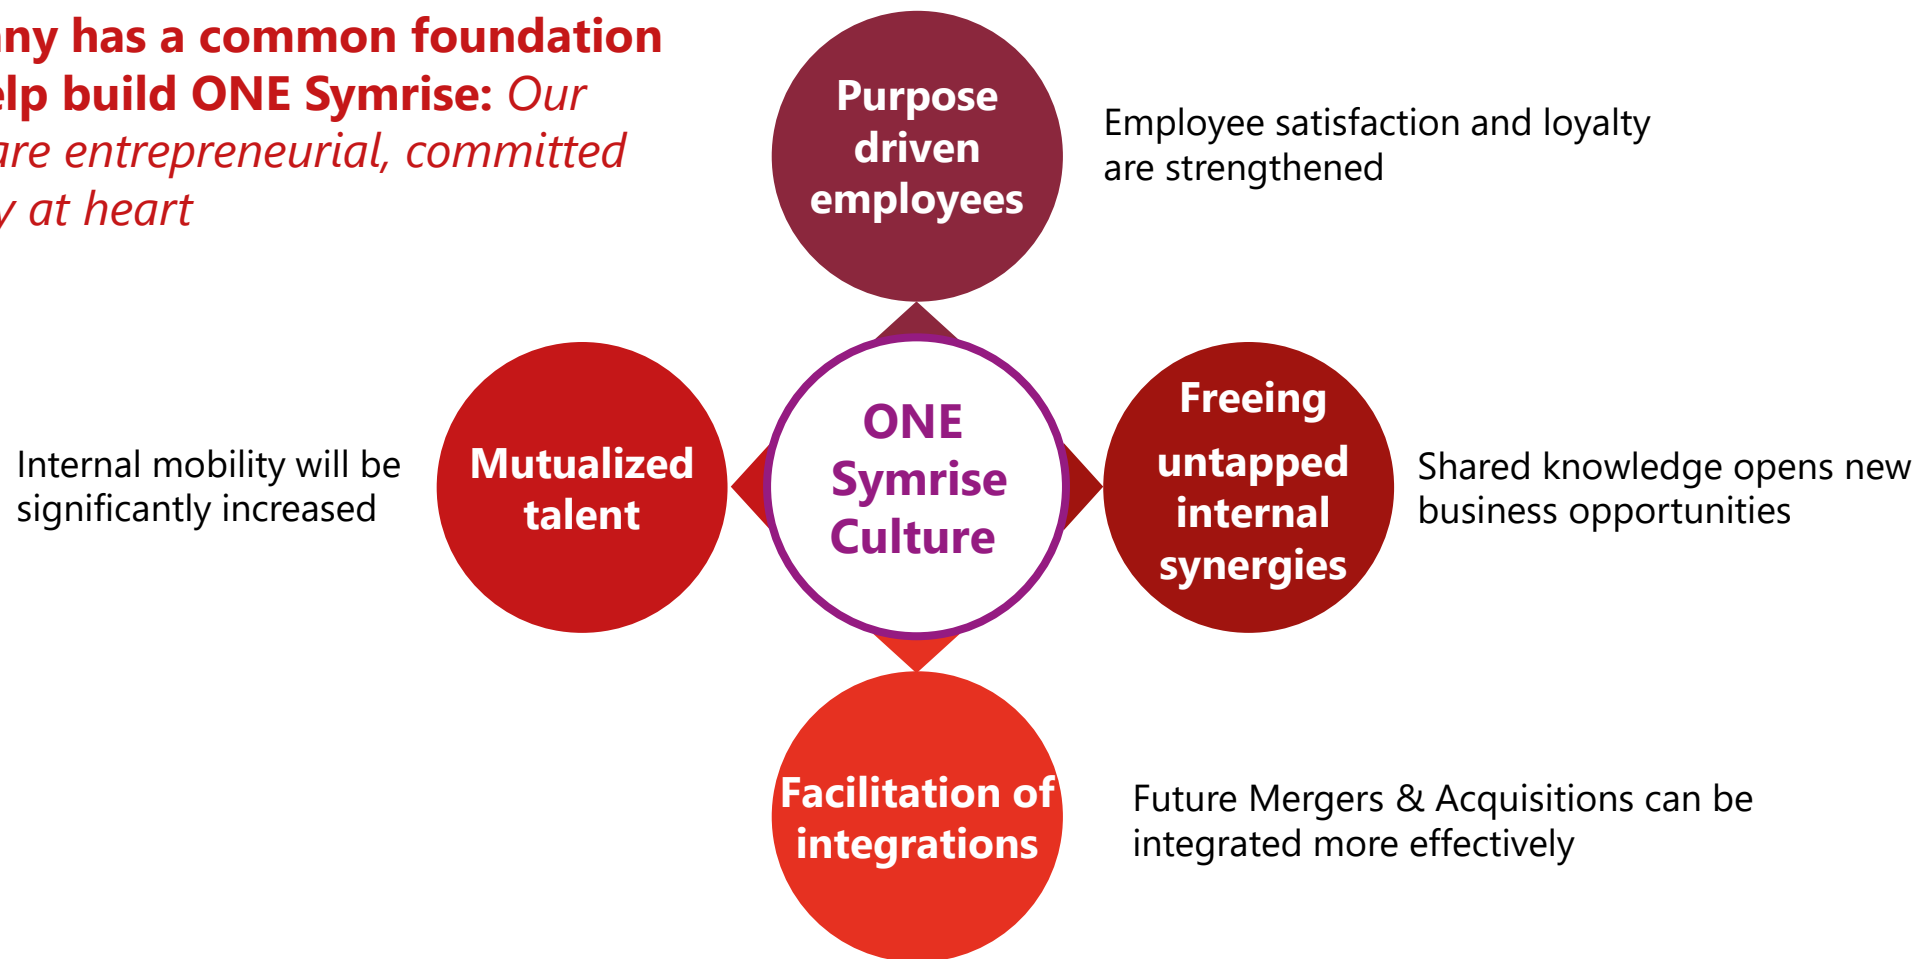 any has a common foundation
elp build ONE Symrise: Our
are entrepreneurial, committed
y at heart
Purpose
driven
employees
Employee satisfaction and loyalty
are strengthened
Internal mobility will be
significantly increased
Mutualized
talent
ONE
Symrise
Culture
Freeing
untapped
internal
synergies
Shared knowledge opens new
business opportunities
Facilitation of
integrations
Future Mergers & Acquisitions can be
integrated more effectively